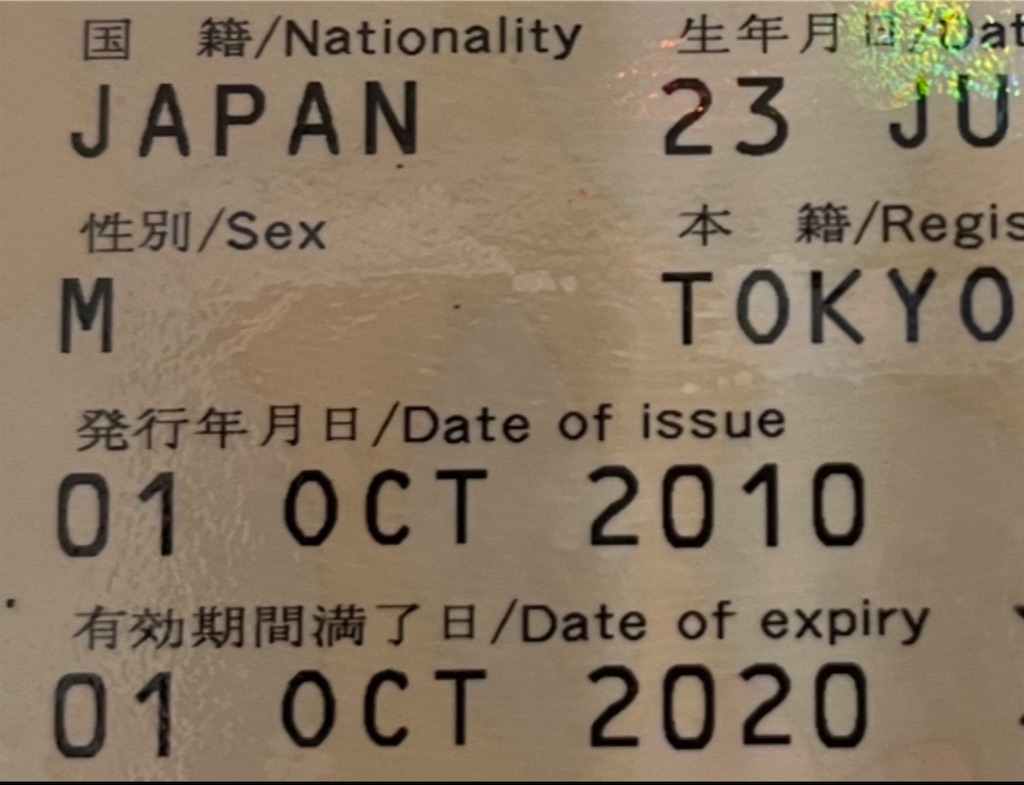 国 籍/Nationality 生年月日/Dat
JAPAN 23 JU
性別/Sex 本 籍/Regis
M TOKYO
発行年月日/Date of issue
01 OCT 2010
有効期間満了日/Date of expiry
01 OCT 2020